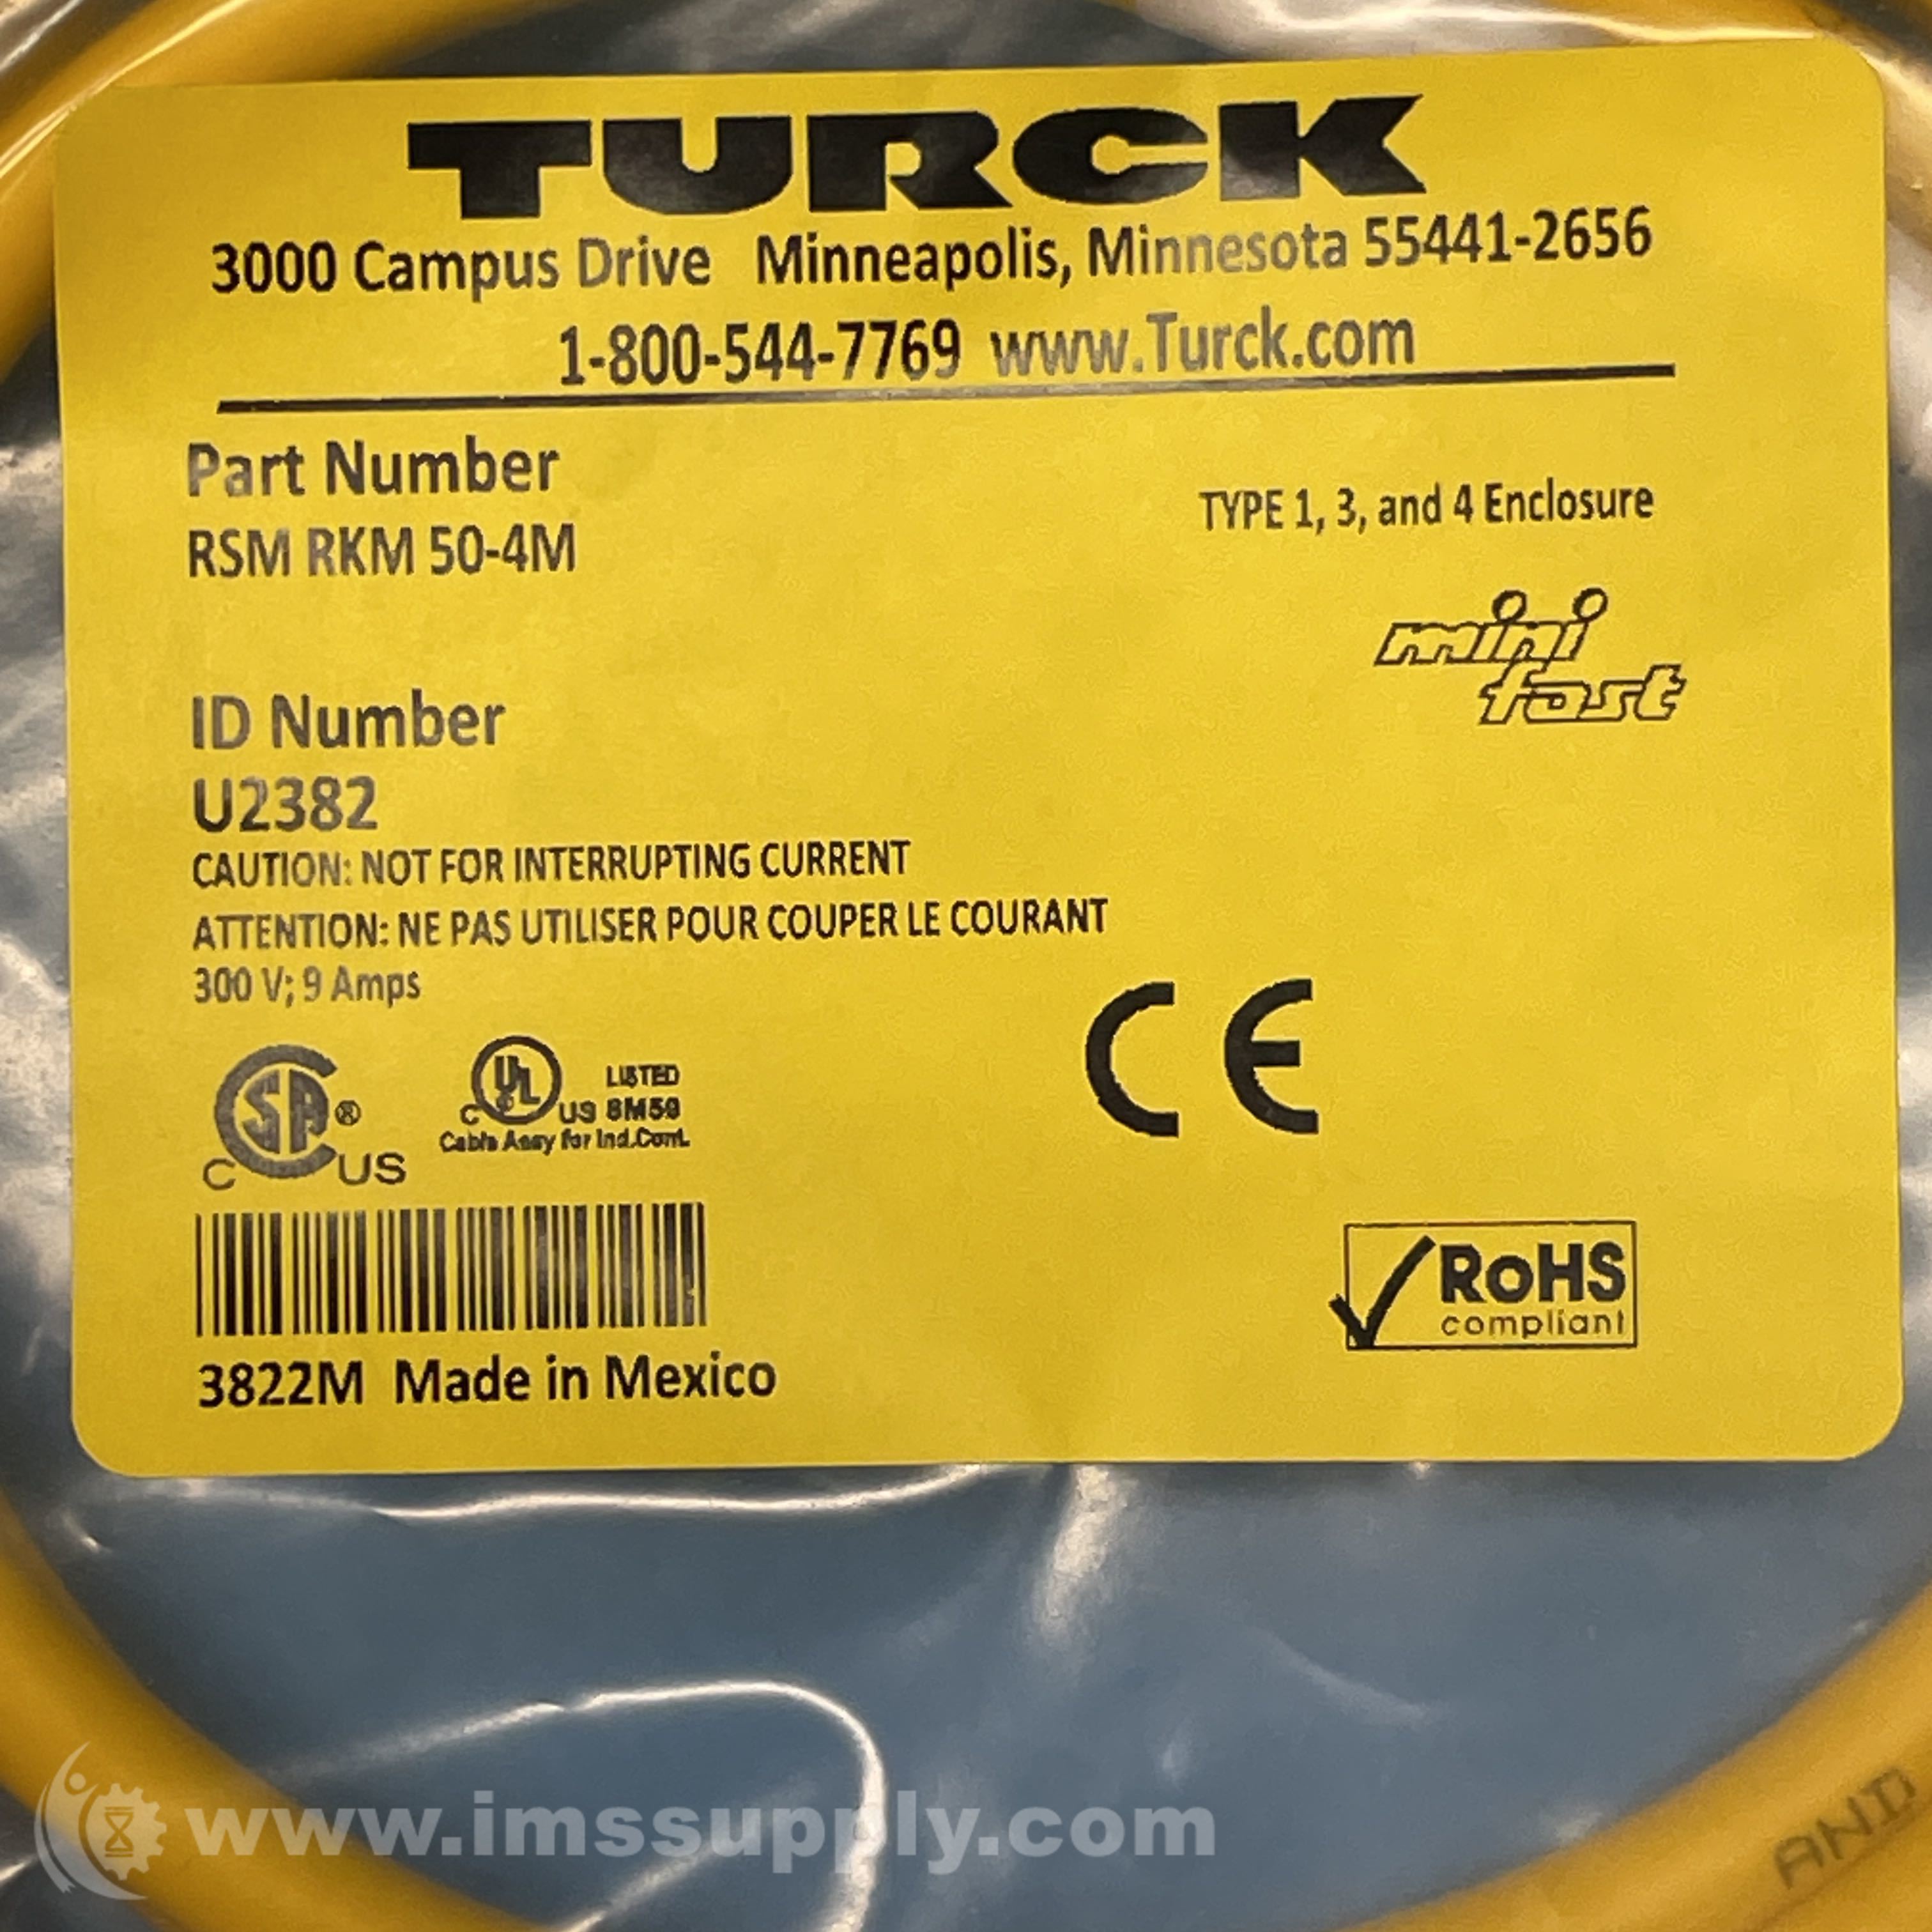 TURCK
3000 Campus Drive Minneapolis, Minnesota 55441-2656
1-800-544-7769 www.Turck.com
Part Number
RSM RKM 50-4M
TYPE 1, 3, and 4 Enclosure
mini
fast
ID Number
U2382
CAUTION: NOT FOR INTERRUPTING CURRENT
ATTENTION: NE PAS UTILISER POUR COUPER LE COURANT
300 V; 9 Amps
CSA®
C US
UL LISTED
C US 8M59
Cable Assy for Ind.Cont.
CE
RoHS
compliant
3822M Made in Mexico
AND
www.imssupply.com